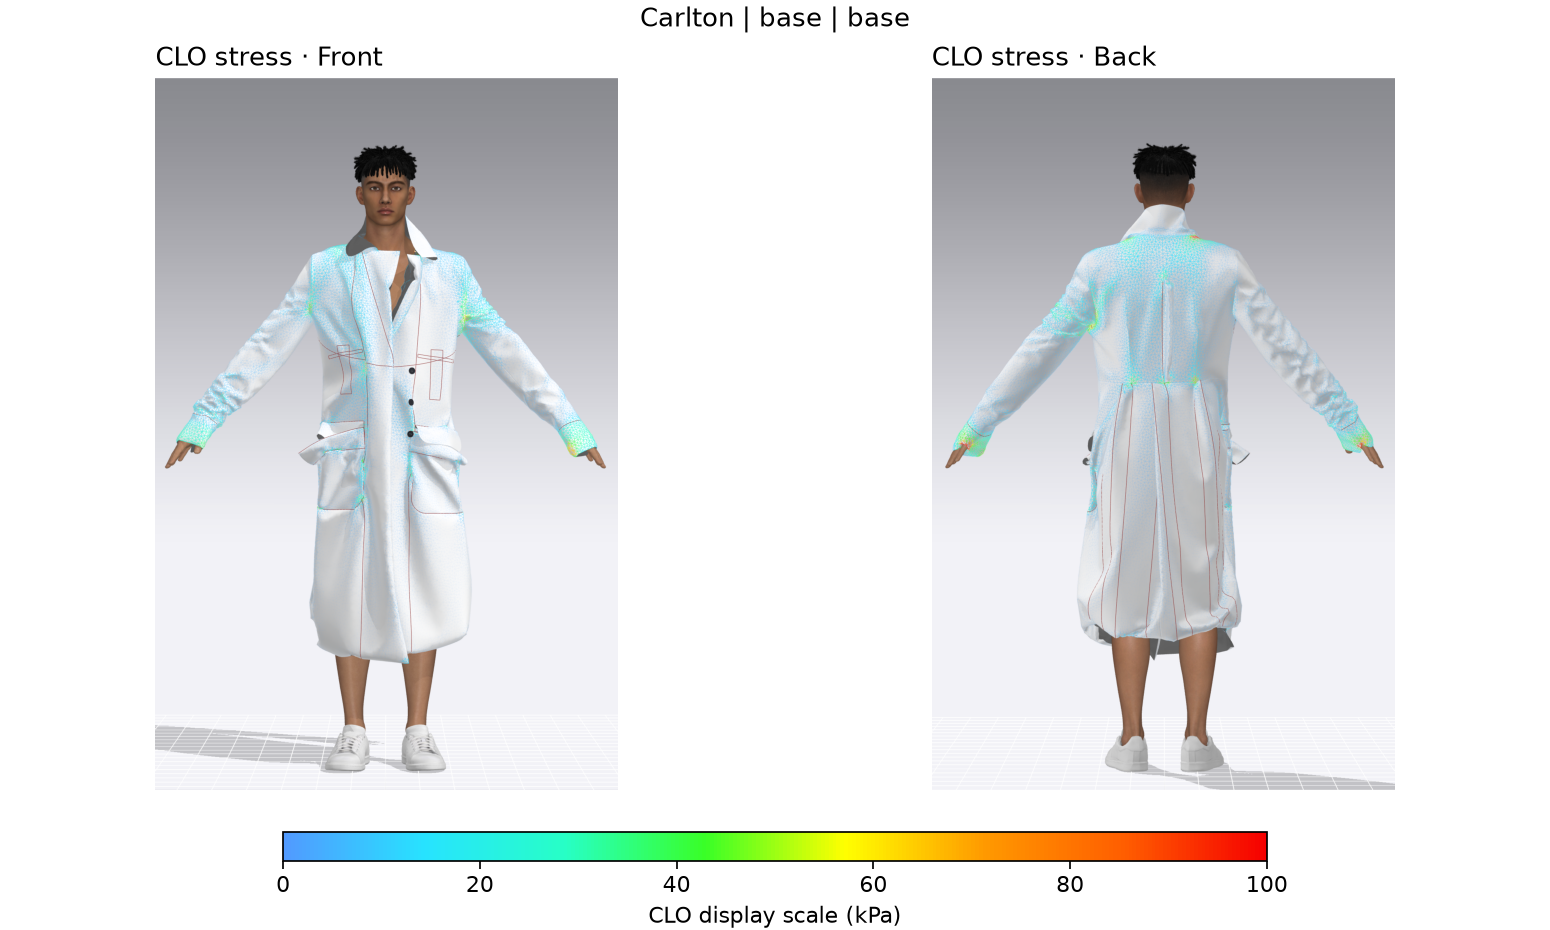 Carlton | base | base
CLO stress · Front
CLO stress · Back
0 20 40 60 80 100
CLO display scale (kPa)